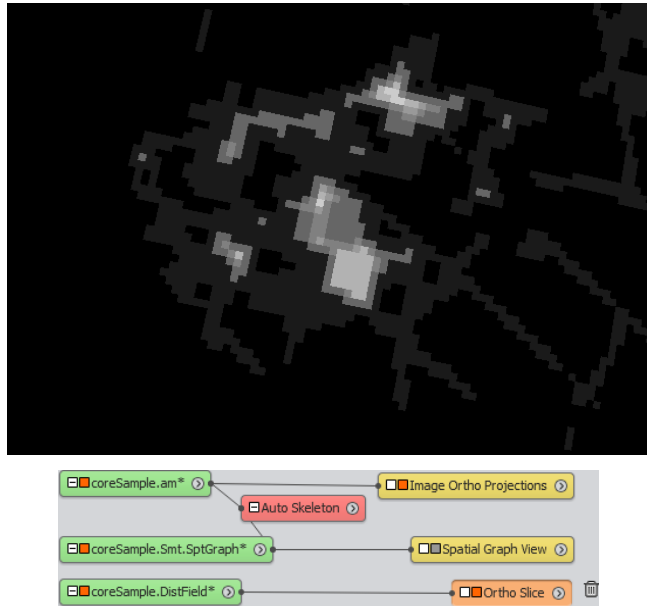 coreSample.am*
Image Ortho Projections
Auto Skeleton
coreSample.Smt.SptGraph*
Spatial Graph View
coreSample.DistField*
Ortho Slice